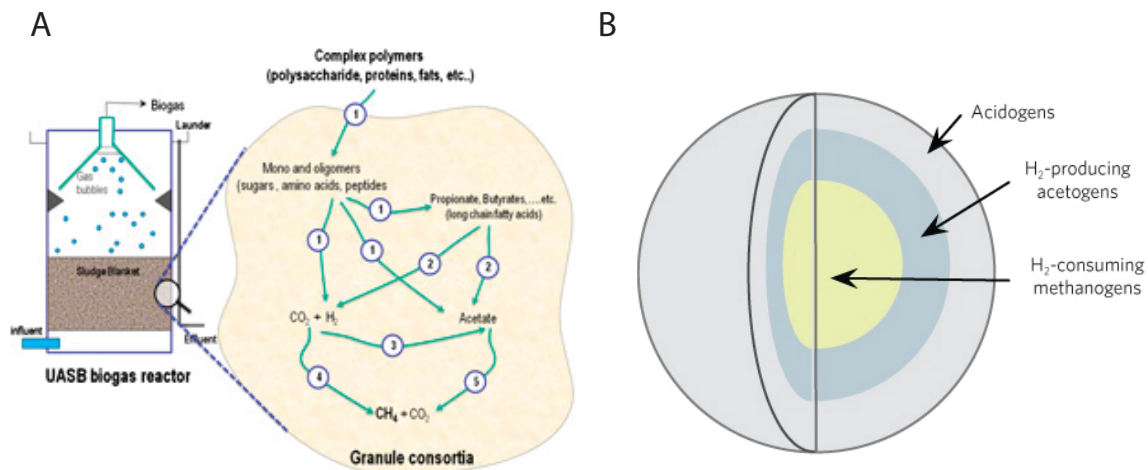 A
Complex polymers
(polysaccharide, proteins, fats, etc..)
Biogas
Launder
Gas
bubbles
Sludge Blanket
influent
Effluent
UASB biogas reactor
1
Mono and oligomers
(sugars , amino acids, peptides
1
Propionate, Butyrates,.....etc.
(long chain fatty acids)
1
1
2
2
CO₂ + H₂
Acetate
3
4
5
CH₄ + CO₂
Granule consortia
B
Acidogens
H₂-producing
acetogens
H₂-consuming
methanogens